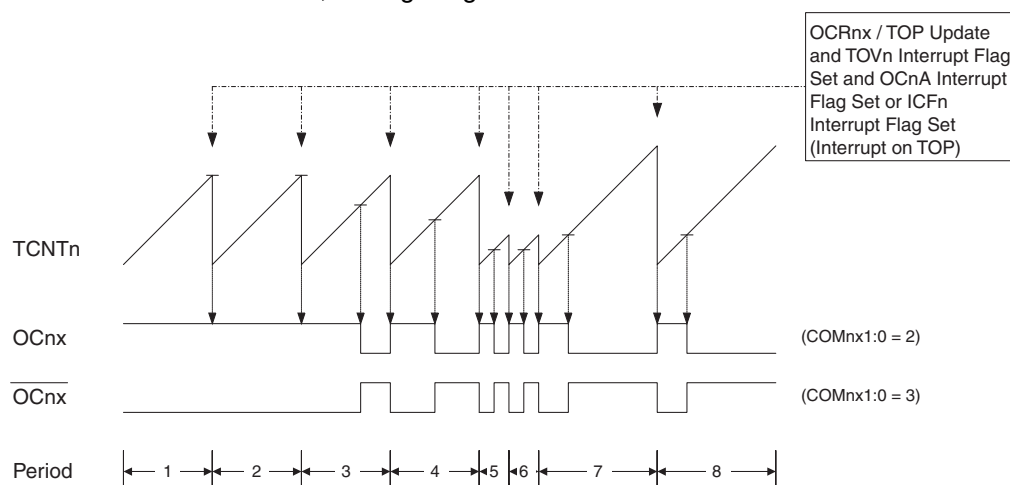 OCRnx / TOP Update
and TOVn Interrupt Flag
Set and OCnA Interrupt
Flag Set or ICFn
Interrupt Flag Set
(Interrupt on TOP)
TCNTn
OCnx
(COMnx1:0 = 2)
OCnx
(COMnx1:0 = 3)
Period
1 2 3 4 5 6 7 8